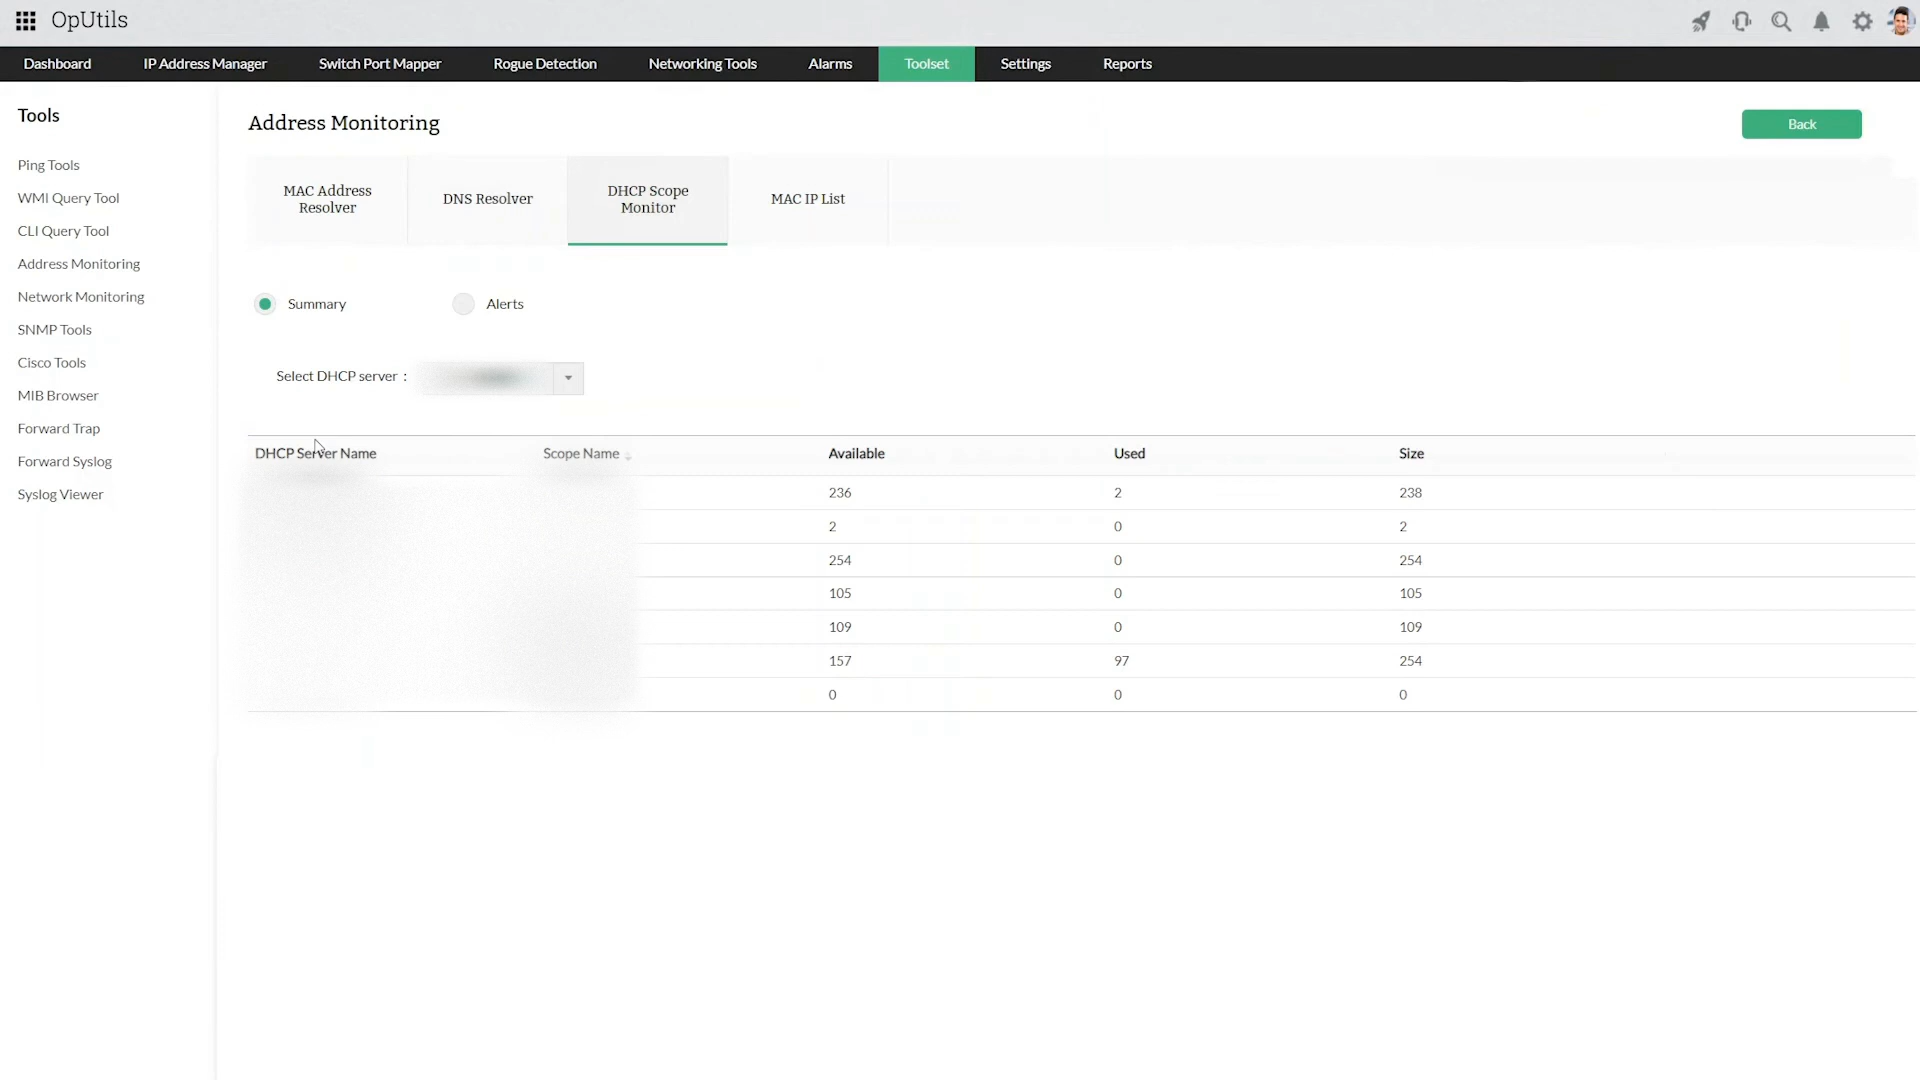 OpUtils
Dashboard IP Address Manager Switch Port Mapper Rogue Detection Networking Tools Alarms Toolset Settings Reports
Tools
Ping Tools
WMI Query Tool
CLI Query Tool
Address Monitoring
Network Monitoring
SNMP Tools
Cisco Tools
MIB Browser
Forward Trap
Forward Syslog
Syslog Viewer
Address Monitoring
Back
MAC Address
Resolver
DNS Resolver
DHCP Scope
Monitor
MAC IP List
Summary Alerts
Select DHCP server :
DHCP Server Name Scope Name Available Used Size
236 2 238
2 0 2
254 0 254
105 0 105
109 0 109
157 97 254
0 0 0